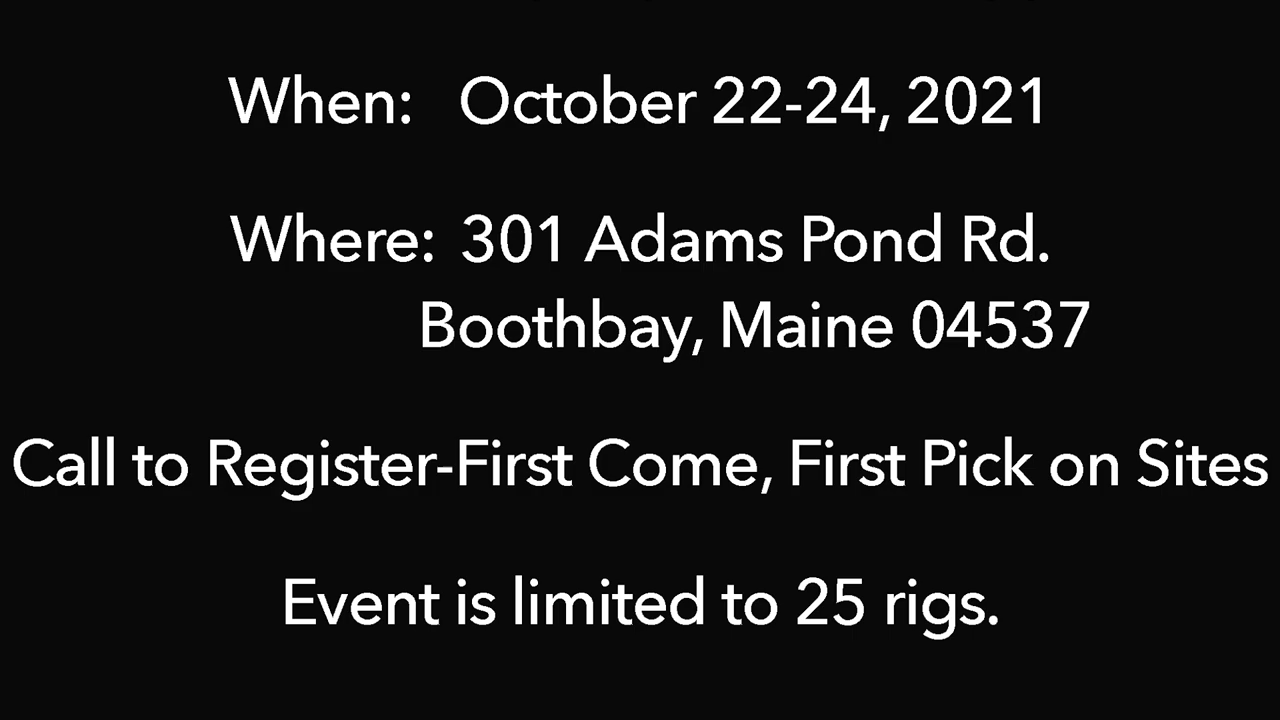 When: October 22-24, 2021
Where: 301 Adams Pond Rd.
Boothbay, Maine 04537
Call to Register-First Come, First Pick on Sites
Event is limited to 25 rigs.